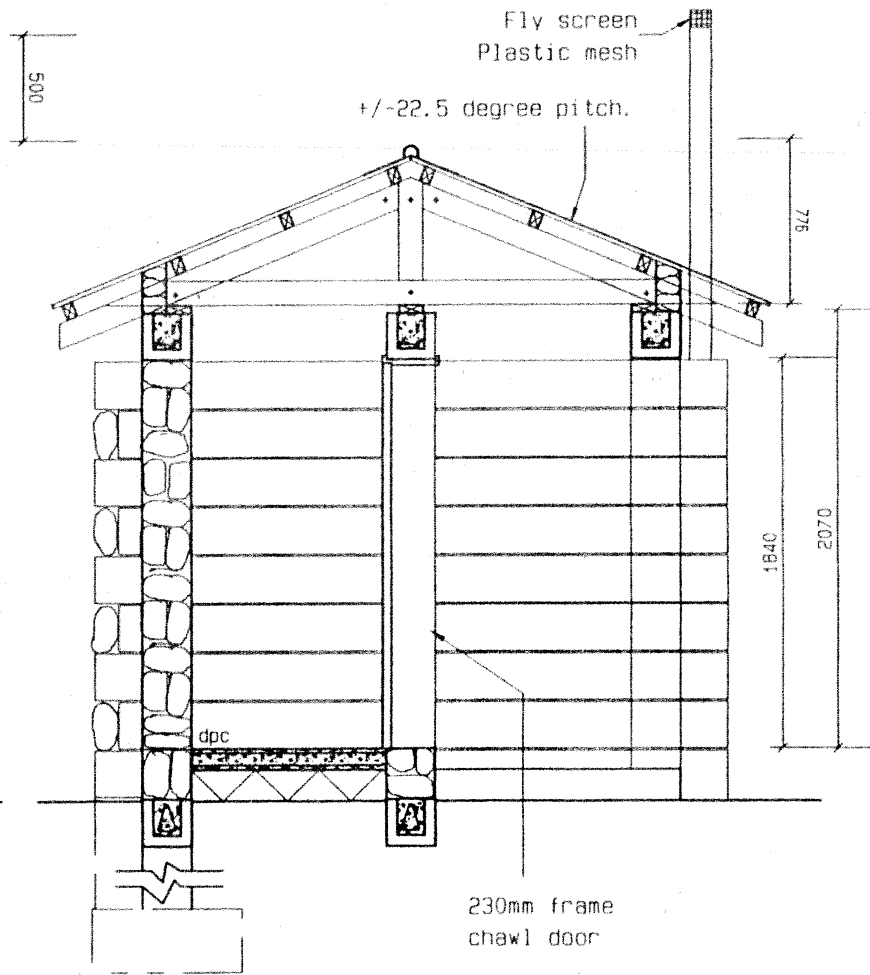 Fly screen
Plastic mesh
500
+/-22.5 degree pitch.
776
1840
2070
dpc
230mm frame
chawl door